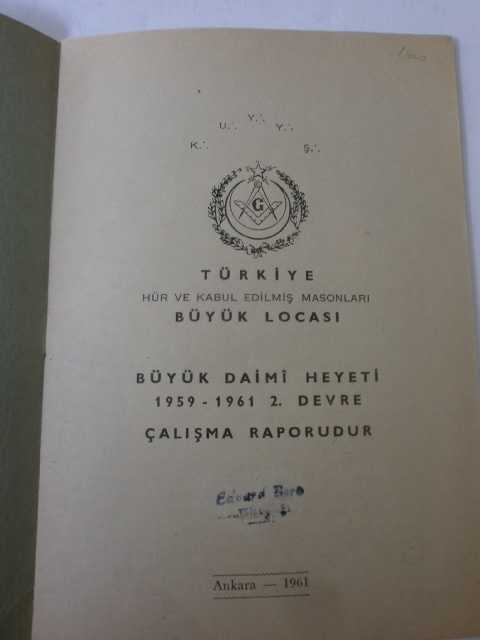 K∴ U∴ Y∴ Y∴ Ş∴
G
TÜRKİYE
HÜR VE KABUL EDİLMİŞ MASONLARI
BÜYÜK LOCASI
BÜYÜK DAİMÎ HEYETİ
1959 - 1961 2. DEVRE
ÇALIŞMA RAPORUDUR
Ankara — 1961